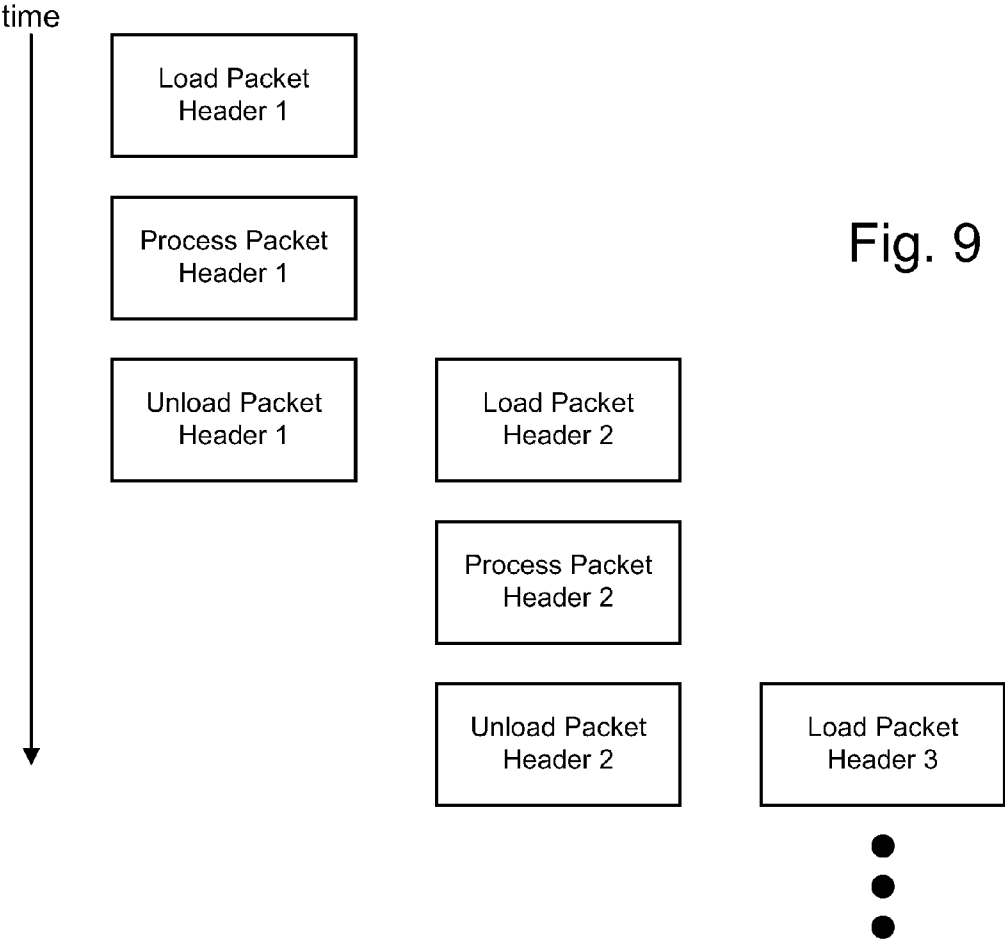 time
Load Packet
Header 1
Process Packet
Header 1
Fig. 9
Unload Packet
Header 1
Load Packet
Header 2
Process Packet
Header 2
Unload Packet
Header 2
Load Packet
Header 3